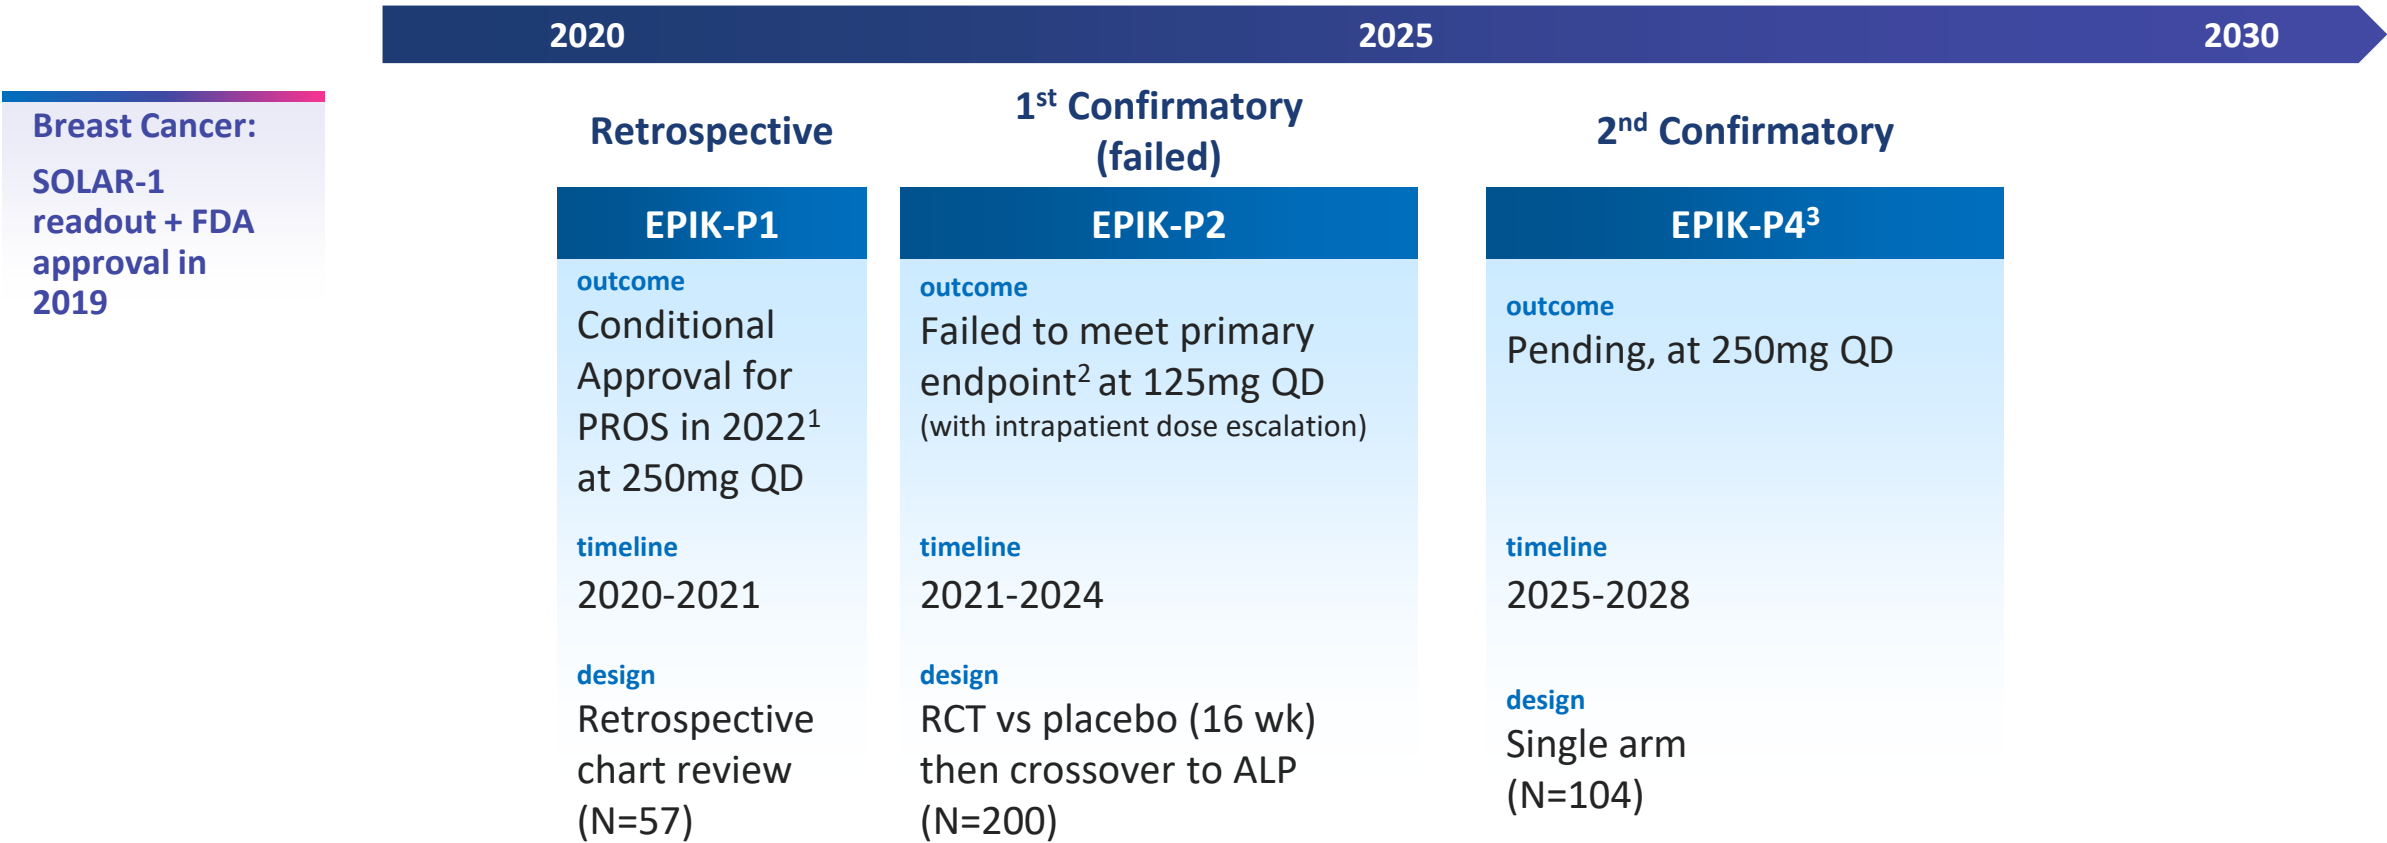 2020 2025 2030
Breast Cancer:
SOLAR-1
readout + FDA
approval in
2019
Retrospective
EPIK-P1
outcome
Conditional
Approval for
PROS in 2022¹
at 250mg QD
timeline
2020-2021
design
Retrospective
chart review
(N=57)
1ˢᵗ Confirmatory
(failed)
EPIK-P2
outcome
Failed to meet primary
endpoint² at 125mg QD
(with intrapatient dose escalation)
timeline
2021-2024
design
RCT vs placebo (16 wk)
then crossover to ALP
(N=200)
2ⁿᵈ Confirmatory
EPIK-P4³
outcome
Pending, at 250mg QD
timeline
2025-2028
design
Single arm
(N=104)